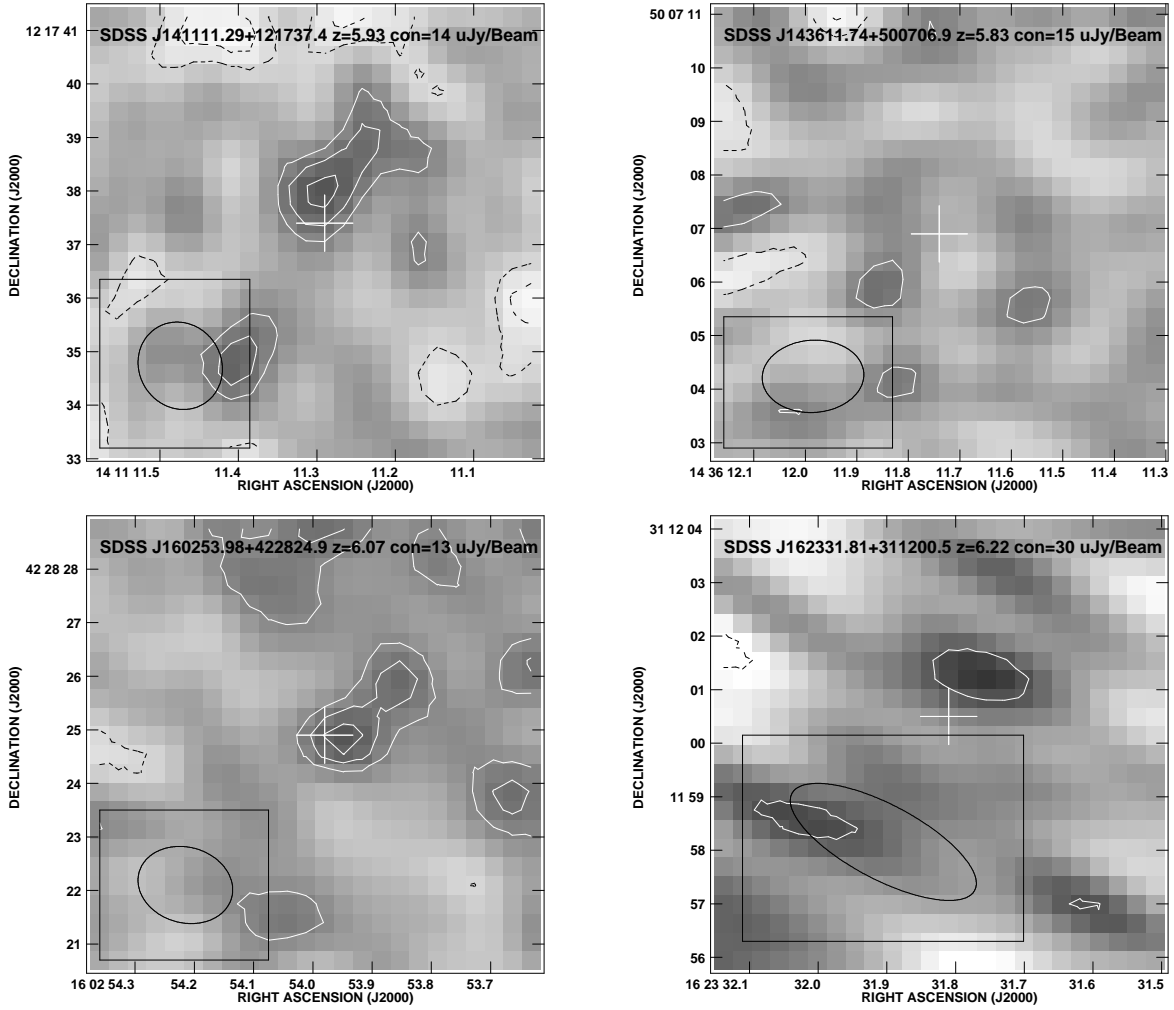 SDSS J141111.29+121737.4 z=5.93 con=14 uJy/Beam
DECLINATION (J2000)
12 17 41
40
39
38
37
36
35
34
33
14 11 11.5 11.4 11.3 11.2 11.1
RIGHT ASCENSION (J2000)
SDSS J143611.74+500706.9 z=5.83 con=15 uJy/Beam
DECLINATION (J2000)
50 07 11
10
09
08
07
06
05
04
03
14 36 12.1 12.0 11.9 11.8 11.7 11.6 11.5 11.4 11.3
RIGHT ASCENSION (J2000)
SDSS J160253.98+422824.9 z=6.07 con=13 uJy/Beam
DECLINATION (J2000)
42 28 28
27
26
25
24
23
22
21
16 02 54.3 54.2 54.1 54.0 53.9 53.8 53.7
RIGHT ASCENSION (J2000)
SDSS J162331.81+311200.5 z=6.22 con=30 uJy/Beam
DECLINATION (J2000)
31 12 04
03
02
01
00
11 59
58
57
56
16 23 32.1 32.0 31.9 31.8 31.7 31.6 31.5
RIGHT ASCENSION (J2000)